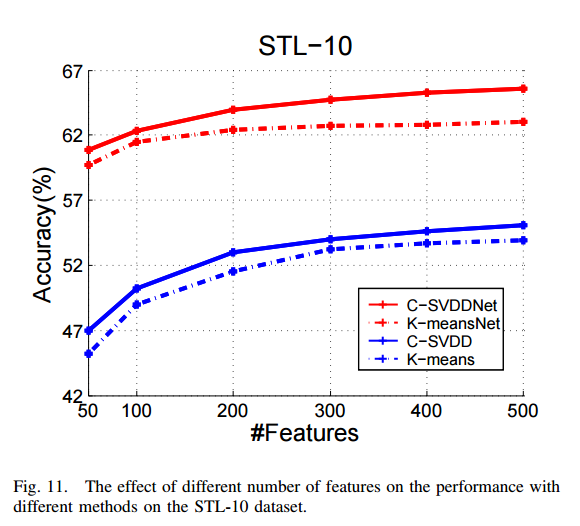 STL−10
67
62
57
52
47
42
Accuracy(%)
50 100 200 300 400 500
#Features
C−SVDDNet
K−meansNet
C−SVDD
K−means
Fig. 11. The effect of different number of features on the performance with
different methods on the STL-10 dataset.